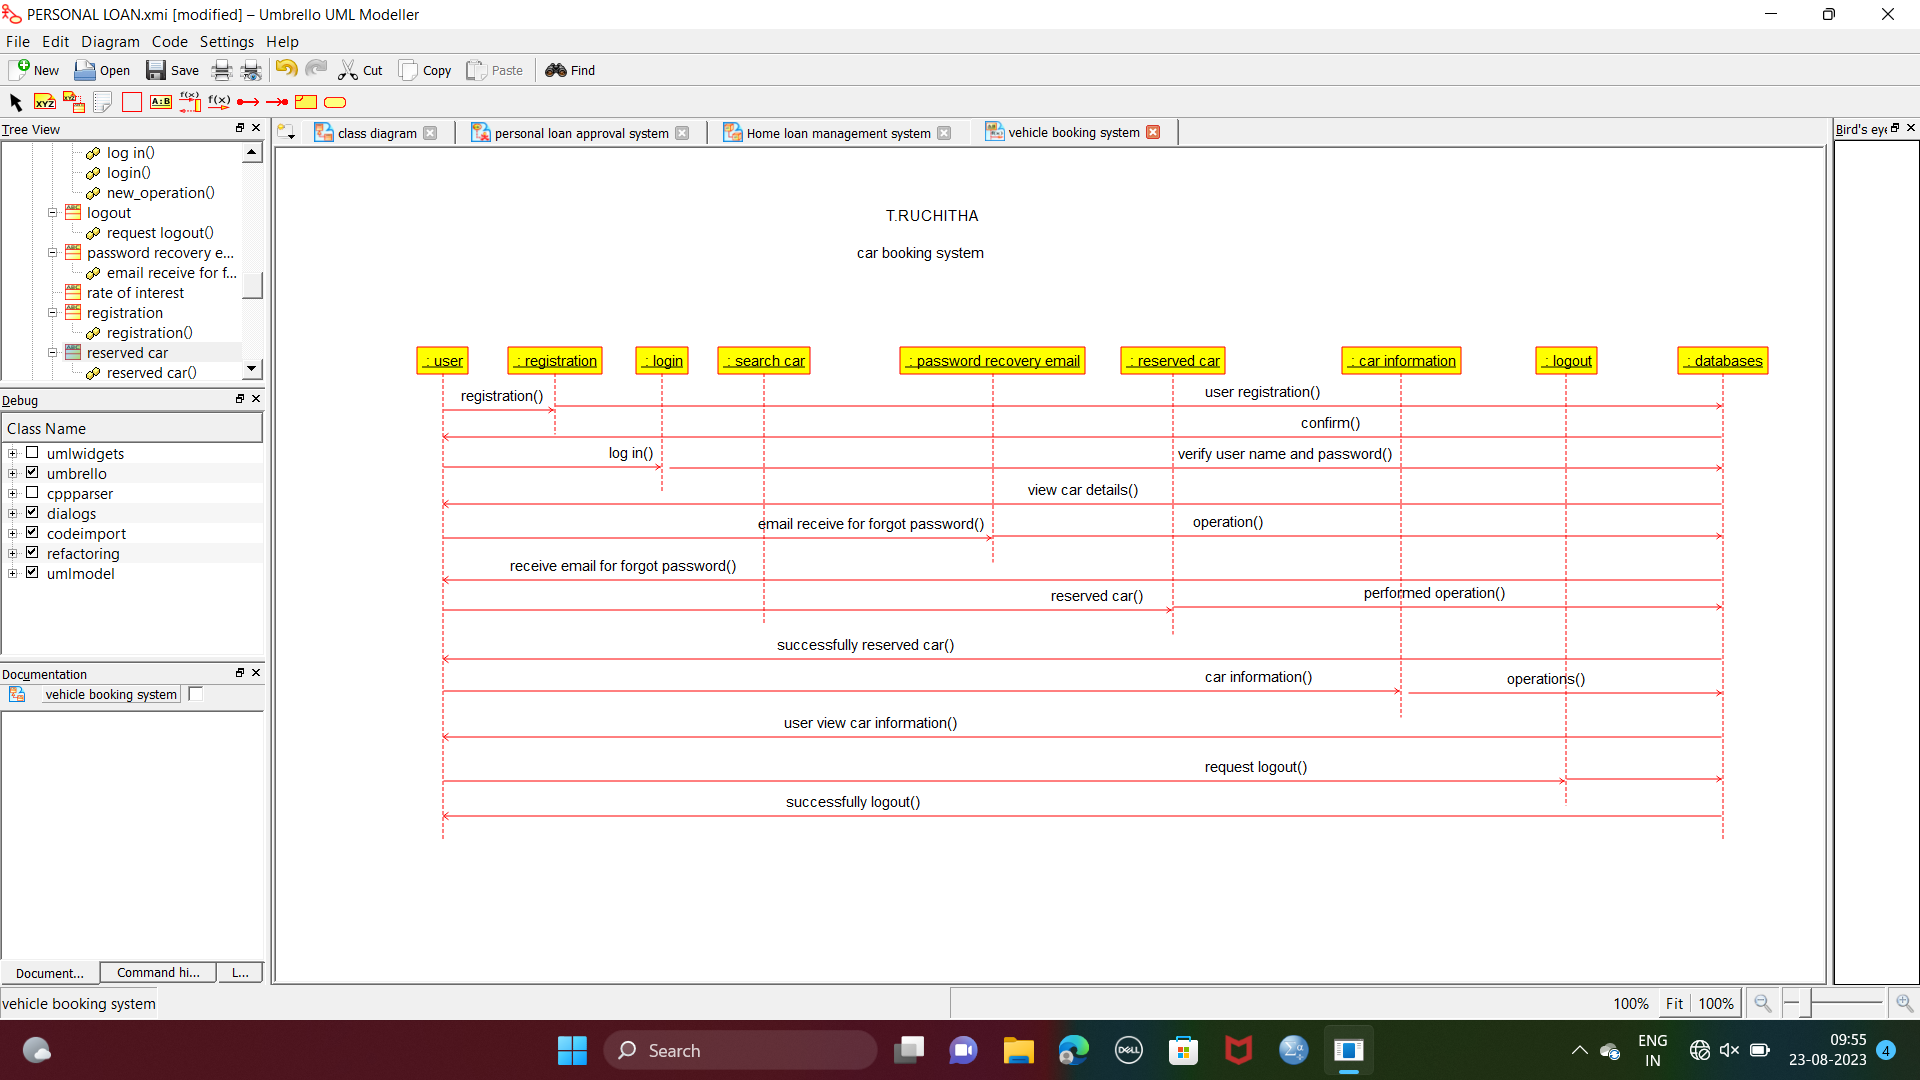 PERSONAL LOAN.xmi [modified] – Umbrello UML Modeller
File Edit Diagram Code Settings Help
New Open Save Cut Copy Paste Find
XYZ XYZ A:B f(x) f(x)
Tree View
log in()
login()
new_operation()
logout
request logout()
password recovery e...
email receive for f...
rate of interest
registration
registration()
reserved car
reserved car()
Debug
Class Name
umlwidgets
umbrello
cppparser
dialogs
codeimport
refactoring
umlmodel
Documentation
vehicle booking system
Document... Command hi... L...
class diagram personal loan approval system Home loan management system vehicle booking system
Bird's eye
T.RUCHITHA
car booking system
: user : registration : login : search car : password recovery email : reserved car : car information : logout : databases
registration() user registration()
confirm()
log in() verify user name and password()
view car details()
email receive for forgot password() operation()
receive email for forgot password()
reserved car() performed operation()
successfully reserved car()
car information() operations()
user view car information()
request logout()
successfully logout()
vehicle booking system
100% Fit 100%
Search
DELL
ENG
IN
09:55
23-08-2023
4